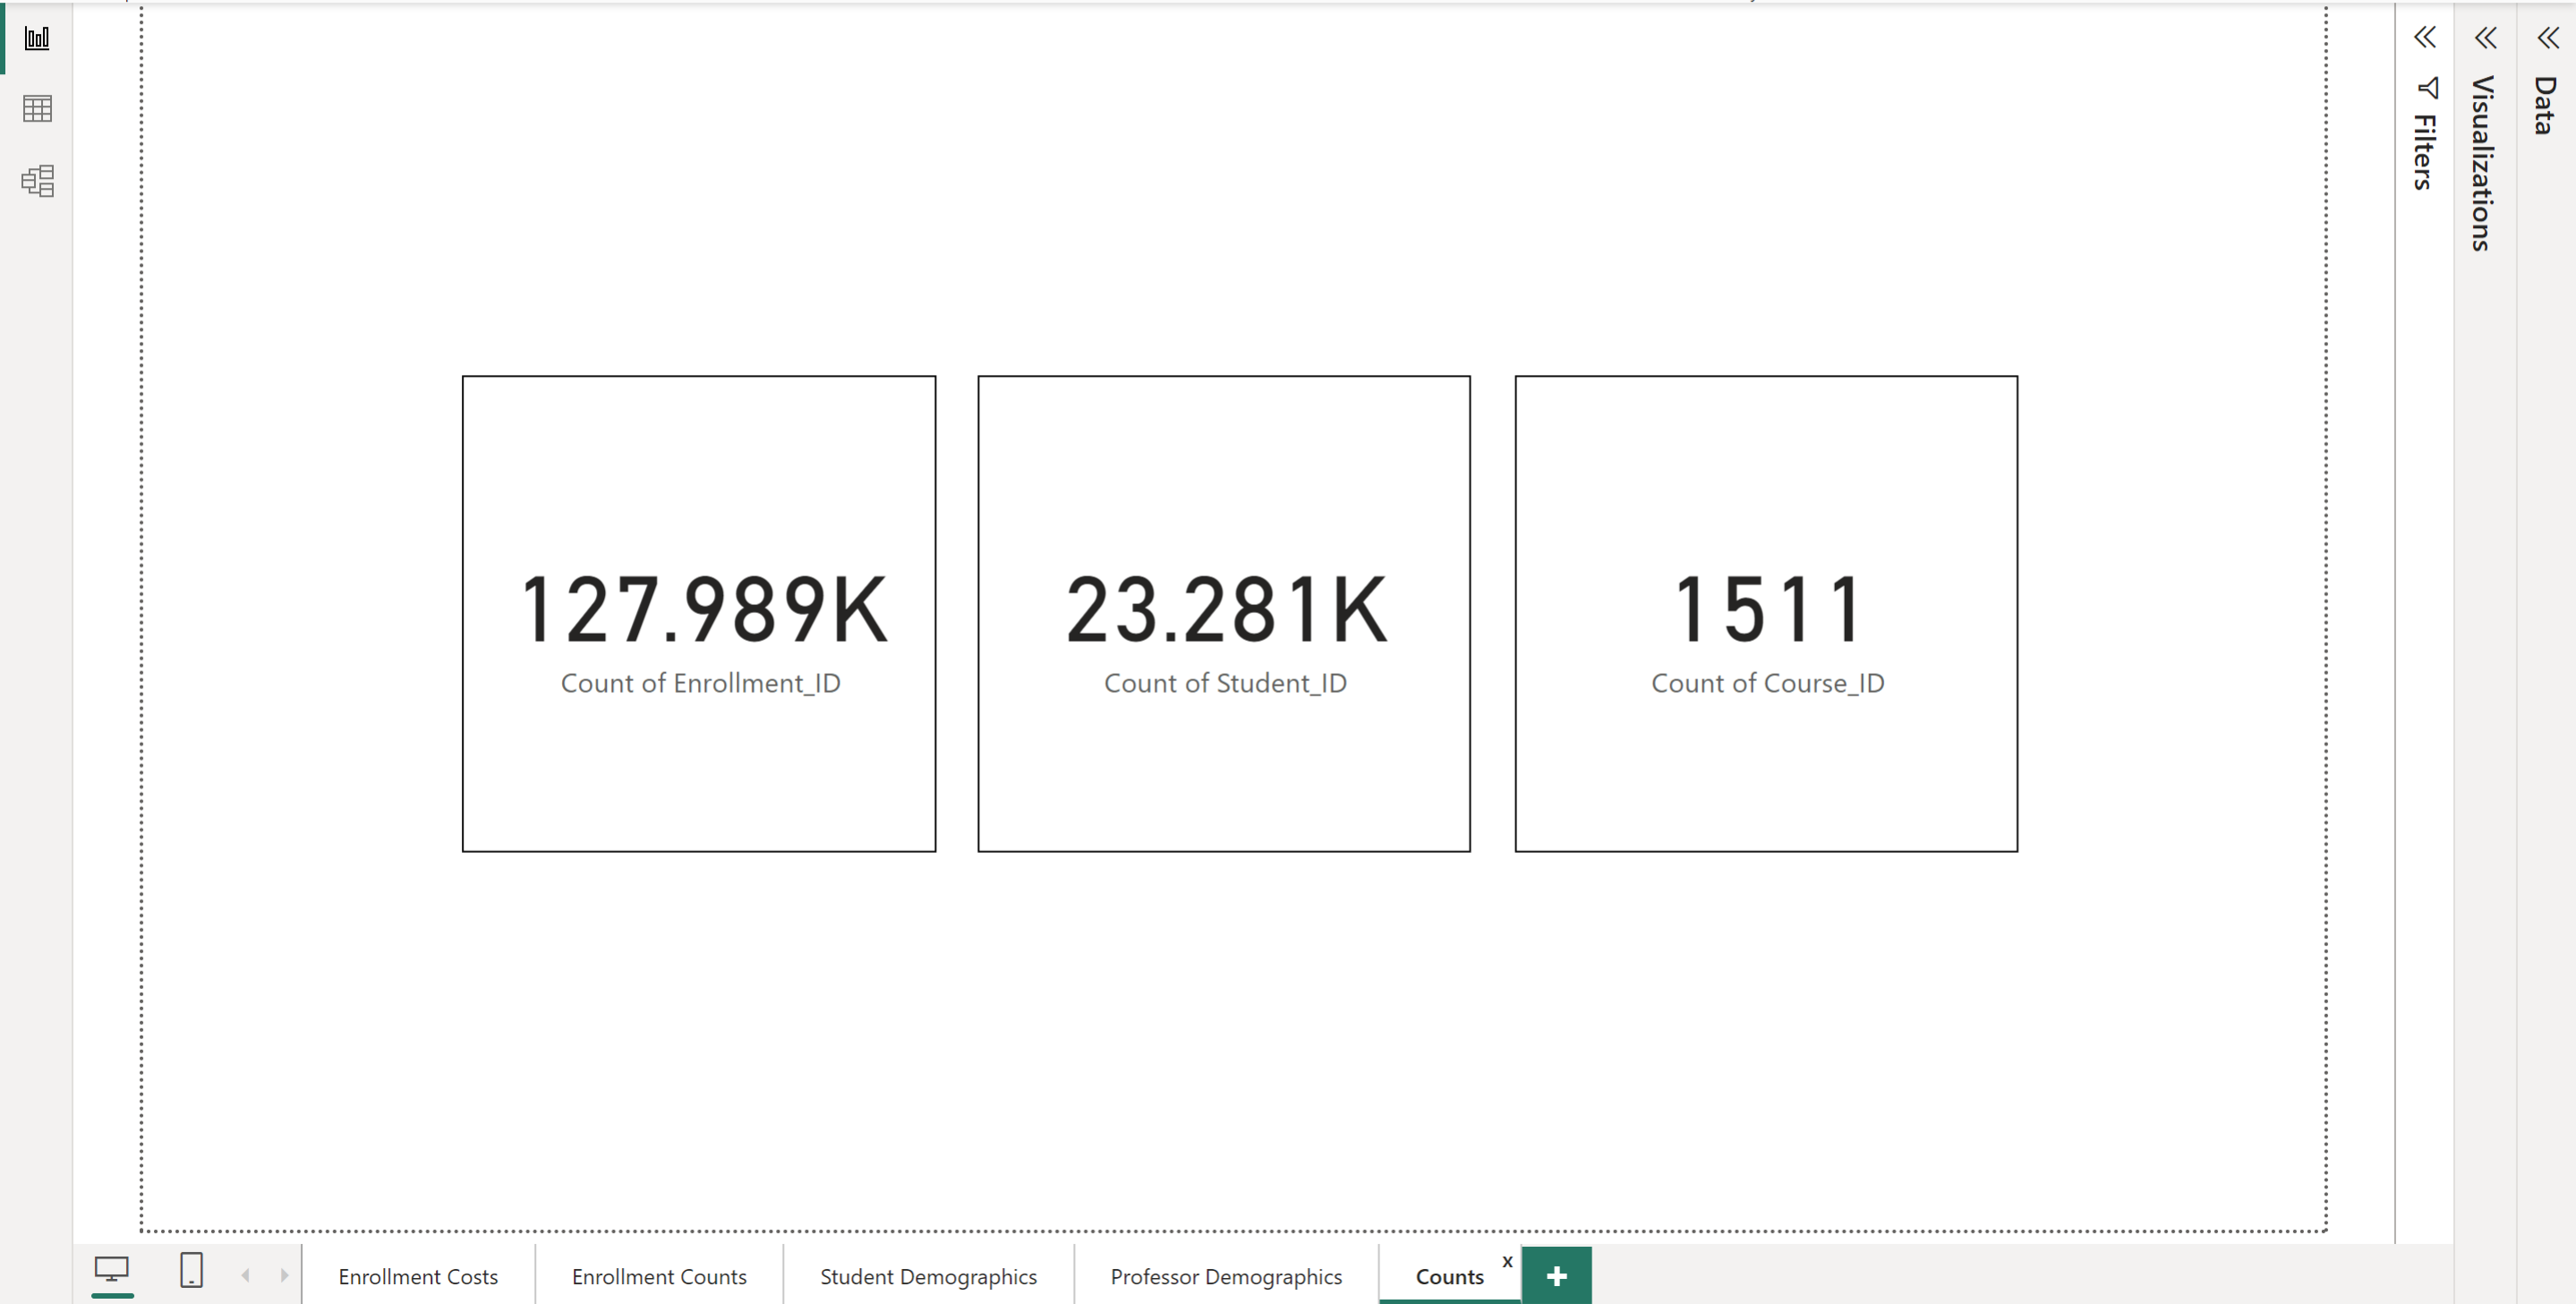 Filters
Visualizations
Data
127.989K
Count of Enrollment_ID
23.281K
Count of Student_ID
1511
Count of Course_ID
Enrollment Costs
Enrollment Counts
Student Demographics
Professor Demographics
Counts
x